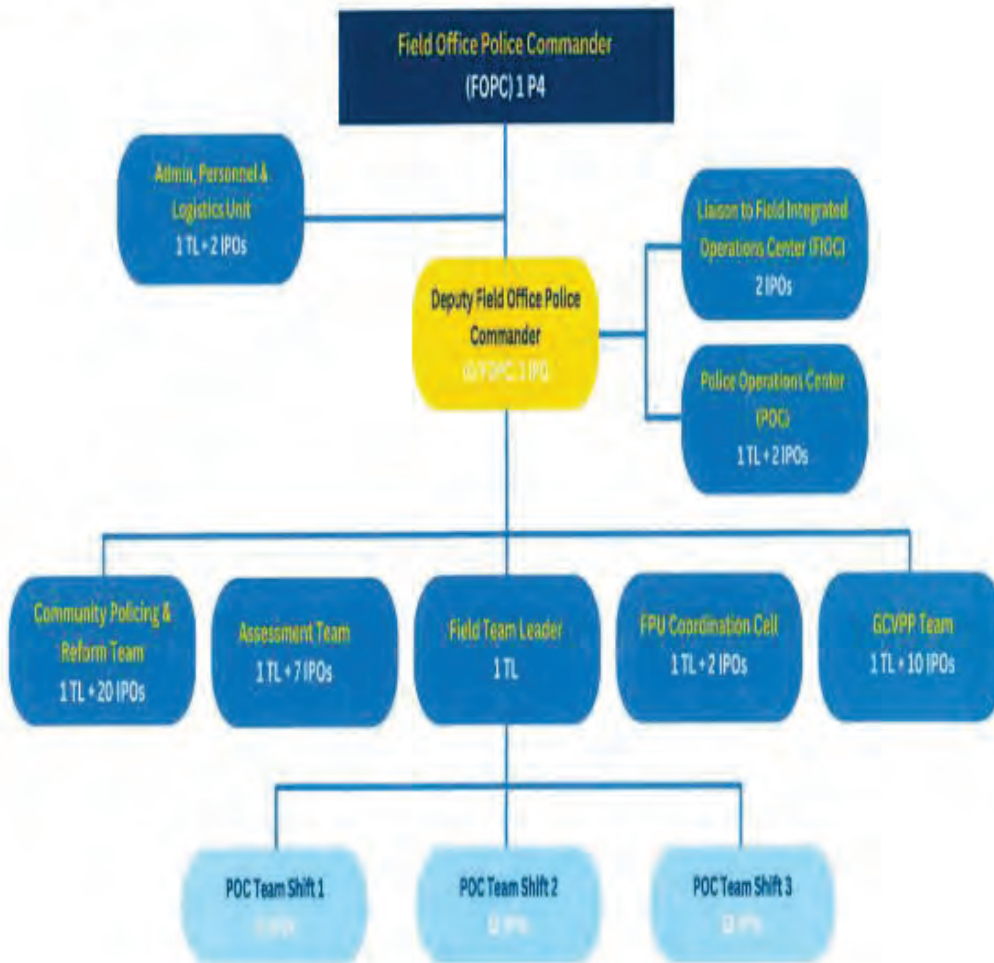 Field Office Police Commander
(FOPC) 1 P4
Admin, Personnel &
Logistics Unit
1 TL + 2 IPOs
Liaison to Field Integrated
Operations Center (FIOC)
2 IPOs
Deputy Field Office Police
Commander
Police Operations Center
(POC)
1 TL + 2 IPOs
Community Policing &
Reform Team
1 TL + 20 IPOs
Assessment Team
1 TL + 7 IPOs
Field Team Leader
1 TL
FPU Coordination Cell
1 TL + 2 IPOs
GCVPP Team
1 TL + 10 IPOs
POC Team Shift 1
POC Team Shift 2
POC Team Shift 3